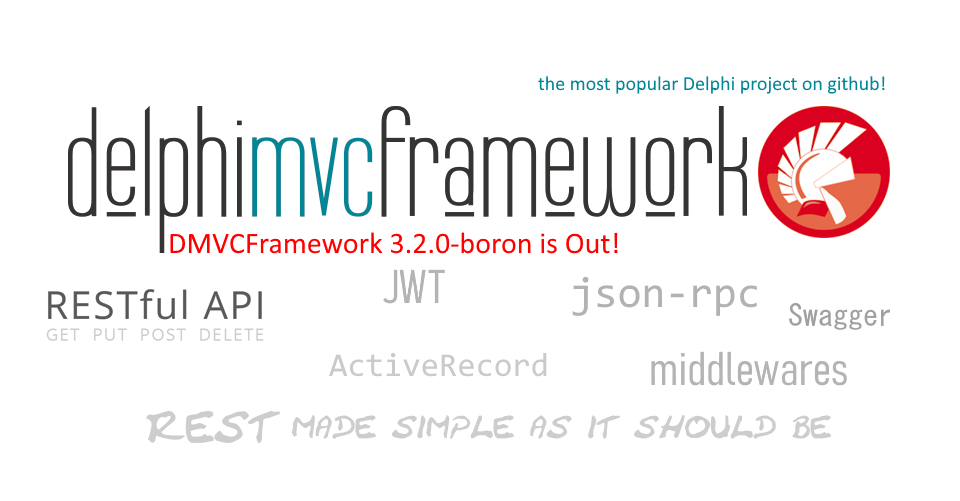 the most popular Delphi project on github!
delphimvcframework
DMVCFramework 3.2.0-boron is Out!
JWT
json-rpc
RESTful API
Swagger
GET PUT POST DELETE
ActiveRecord
middlewares
REST MADE SIMPLE AS IT SHOULD BE